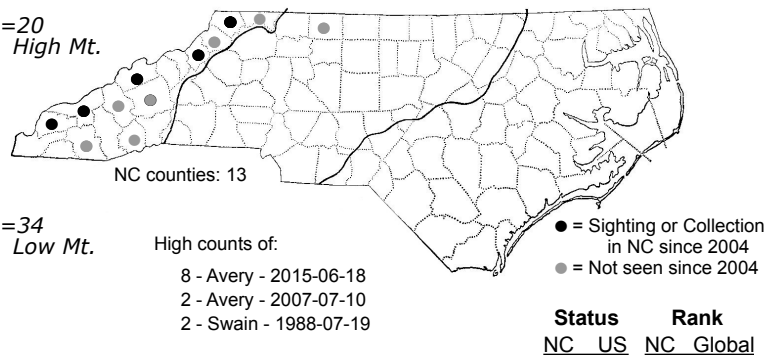 =20
High Mt.
NC counties: 13
=34
Low Mt.
High counts of:
8 - Avery - 2015-06-18
2 - Avery - 2007-07-10
2 - Swain - 1988-07-19
= Sighting or Collection
in NC since 2004
= Not seen since 2004
Status Rank
NC US NC Global